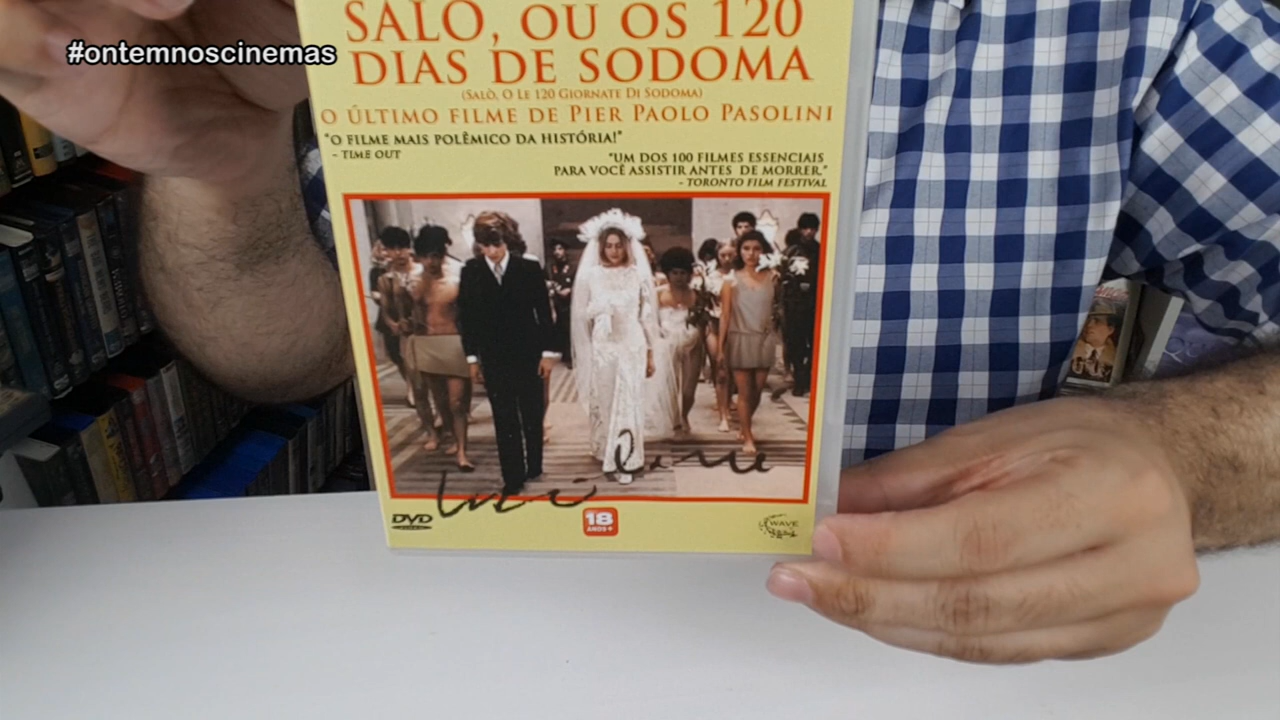 #ontemnoscinemas
SALÒ, OU OS 120
DIAS DE SODOMA
(SALÒ, O LE 120 GIORNATE DI SODOMA)
O ÚLTIMO FILME DE PIER PAOLO PASOLINI
"O FILME MAIS POLÊMICO DA HISTÓRIA!"
- TIME OUT
"UM DOS 100 FILMES ESSENCIAIS
PARA VOCÊ ASSISTIR ANTES DE MORRER."
- TORONTO FILM FESTIVAL
DVD
18
ANOS+
WAVE